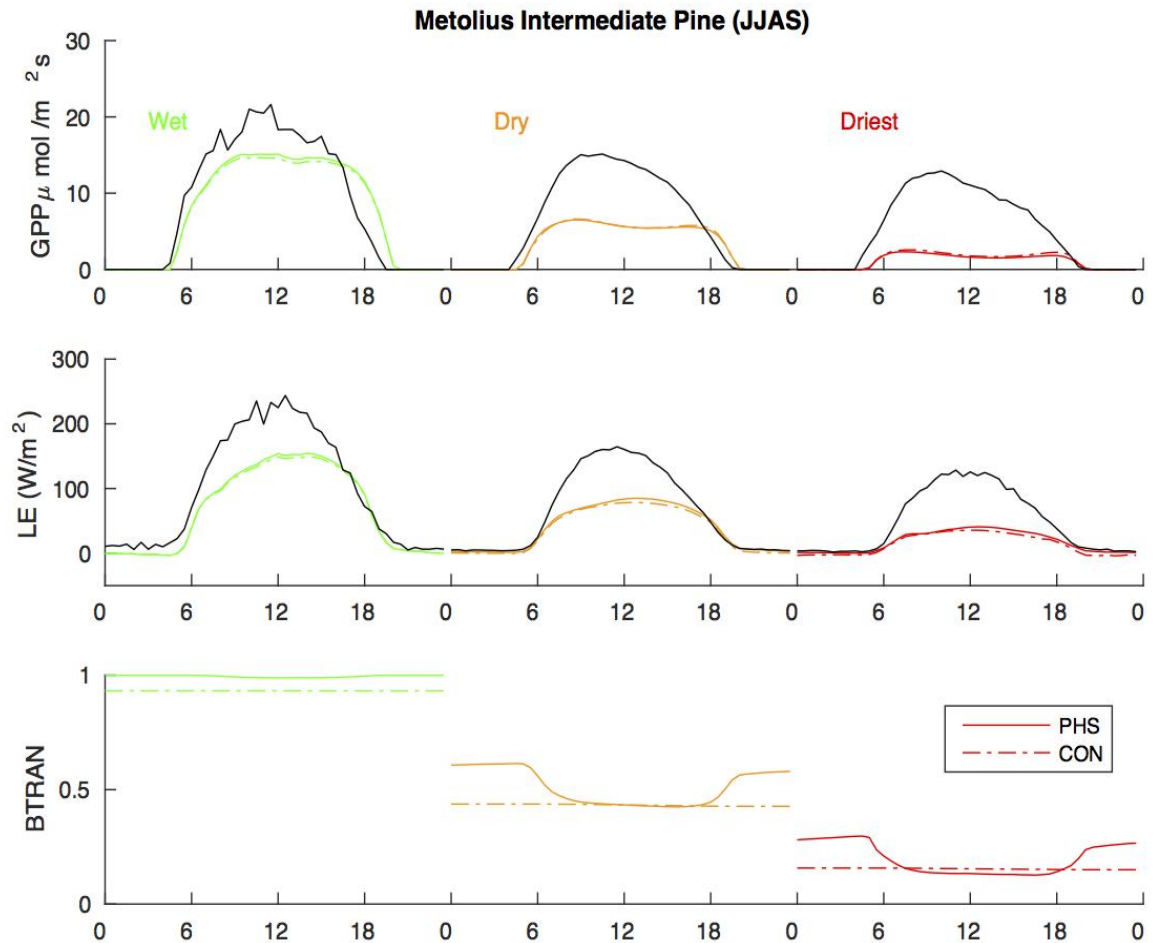 Metolius Intermediate Pine (JJAS)
GPPμ mol /m 2s
30
20
10
0
Wet
Dry
Driest
0 6 12 18 0 6 12 18 0 6 12 18 0
LE (W/m2)
300
200
100
0
0 6 12 18 0 6 12 18 0 6 12 18 0
BTRAN
1
0.5
0
PHS
CON
0 6 12 18 0 6 12 18 0 6 12 18 0